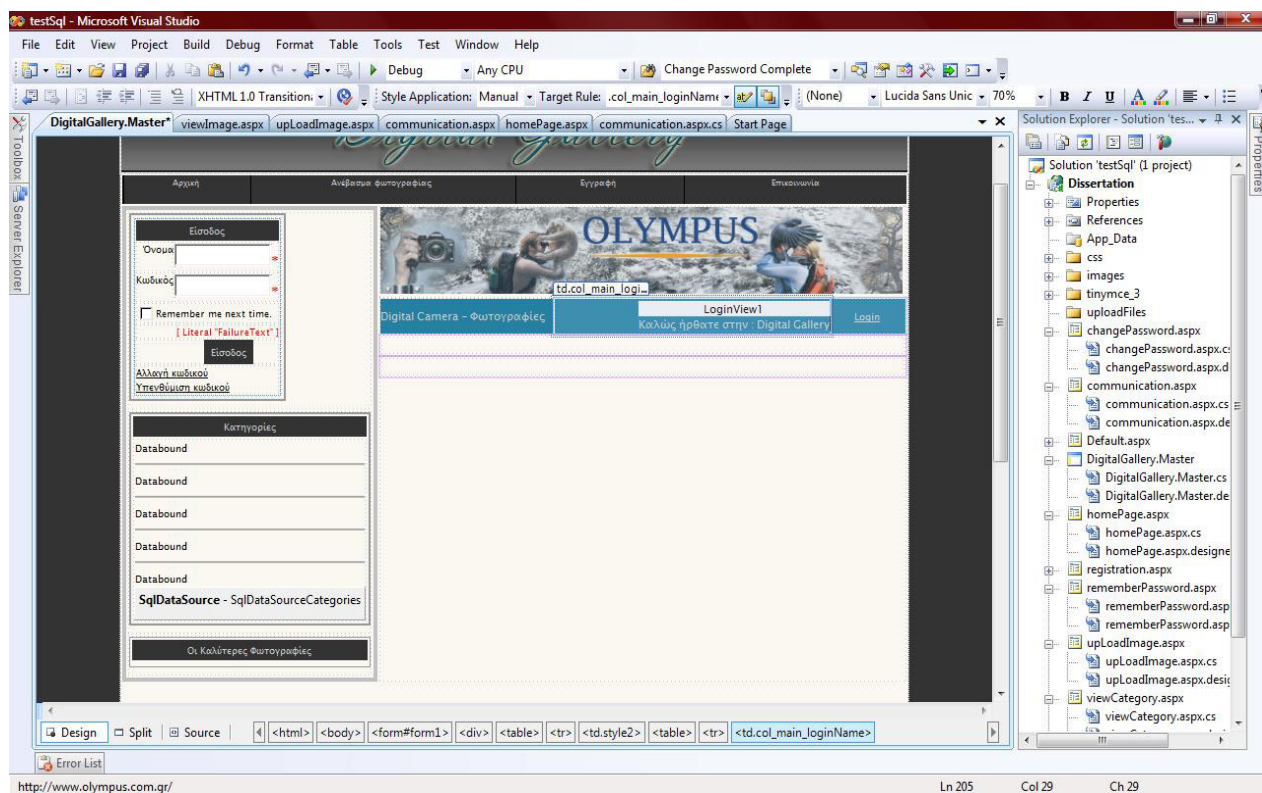 testSql - Microsoft Visual Studio
File Edit View Project Build Debug Format Table Tools Test Window Help
Debug Any CPU Change Password Complete
XHTML 1.0 Transition: Style Application: Manual Target Rule: .col_main_loginName (None) Lucida Sans Unic 70% B I U A
DigitalGallery.Master* viewImage.aspx upLoadImage.aspx communication.aspx homePage.aspx communication.aspx.cs Start Page
Toolbox
Server Explorer
Digital Gallery
Αρχική Ανέβασμα φωτογραφίας Εγγραφή Επικοινωνία
Είσοδος
Όνομα
*
Κωδικός
*
Remember me next time.
[ Literal "FailureText" ]
Είσοδος
Αλλαγή κωδικού
Υπενθύμιση κωδικού
OLYMPUS
td.col_main_logi...
Digital Camera - Φωτογραφίες
LoginView1
Καλώς ήρθατε στην : Digital Gallery
Login
Κατηγορίες
Databound
Databound
Databound
Databound
Databound
SqlDataSource - SqlDataSourceCategories
Οι Καλύτερες Φωτογραφίες
Design Split Source <html> <body> <form#form1> <div> <table> <tr> <td.style2> <table> <tr> <td.col_main_loginName>
Error List
http://www.olympus.com.gr/ Ln 205 Col 29 Ch 29
Solution Explorer - Solution 'tes...
Solution 'testSql' (1 project)
Dissertation
Properties
References
App_Data
css
images
tinymce_3
uploadFiles
changePassword.aspx
changePassword.aspx.c
changePassword.aspx.d
communication.aspx
communication.aspx.cs
communication.aspx.de
Default.aspx
DigitalGallery.Master
DigitalGallery.Master.cs
DigitalGallery.Master.de
homePage.aspx
homePage.aspx.cs
homePage.aspx.designe
registration.aspx
rememberPassword.aspx
rememberPassword.asp
rememberPassword.asp
upLoadImage.aspx
upLoadImage.aspx.cs
upLoadImage.aspx.desig
viewCategory.aspx
viewCategory.aspx.cs
Properties